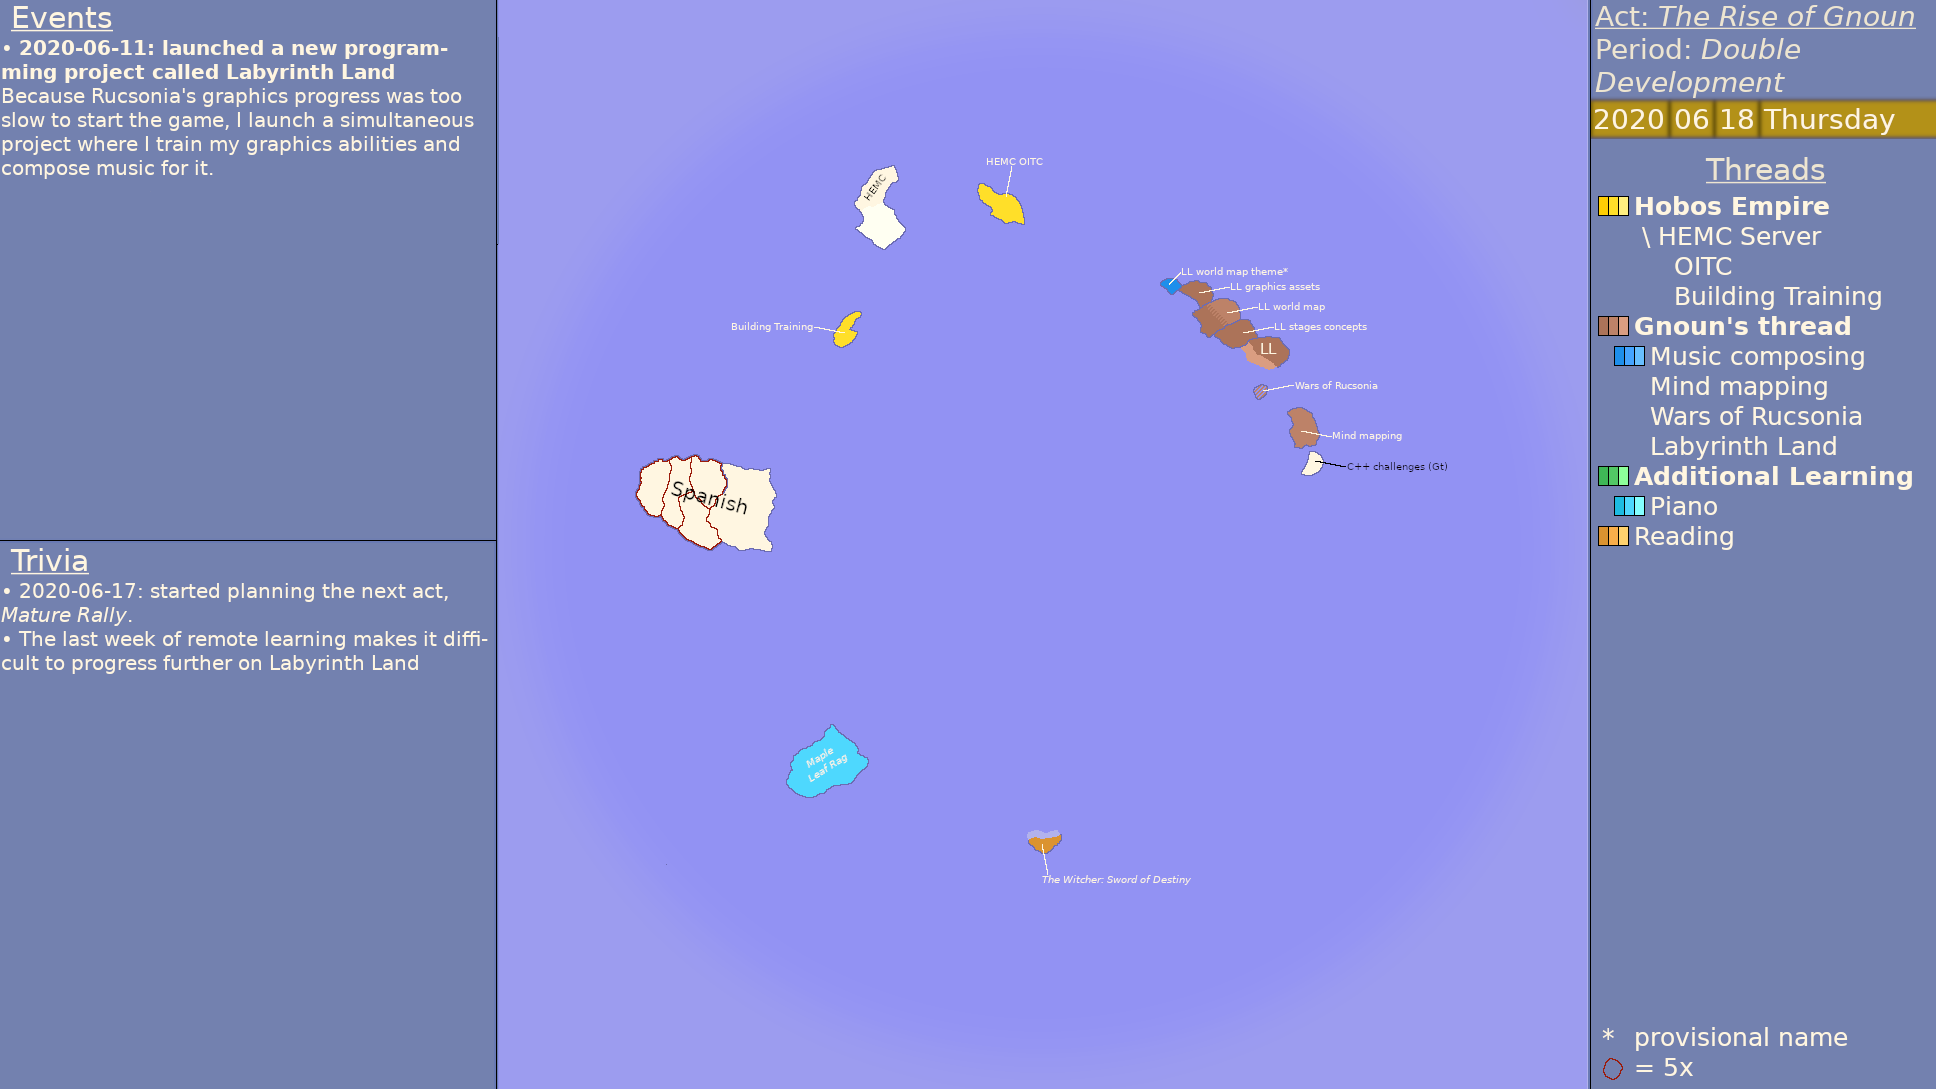 Events
• 2020-06-11: launched a new program-
ming project called Labyrinth Land
Because Rucsonia's graphics progress was too
slow to start the game, I launch a simultaneous
project where I train my graphics abilities and
compose music for it.
Trivia
• 2020-06-17: started planning the next act,
Mature Rally.
• The last week of remote learning makes it diffi-
cult to progress further on Labyrinth Land
HEMC
HEMC OITC
LL world map theme*
LL graphics assets
LL world map
LL stages concepts
LL
Building Training
Wars of Rucsonia
Mind mapping
C++ challenges (Gt)
Spanish
Maple
Leaf Rag
The Witcher: Sword of Destiny
Act: The Rise of Gnoun
Period: Double
Development
2020 06 18 Thursday
Threads
Hobos Empire
\ HEMC Server
OITC
Building Training
Gnoun's thread
Music composing
Mind mapping
Wars of Rucsonia
Labyrinth Land
Additional Learning
Piano
Reading
* provisional name
= 5x